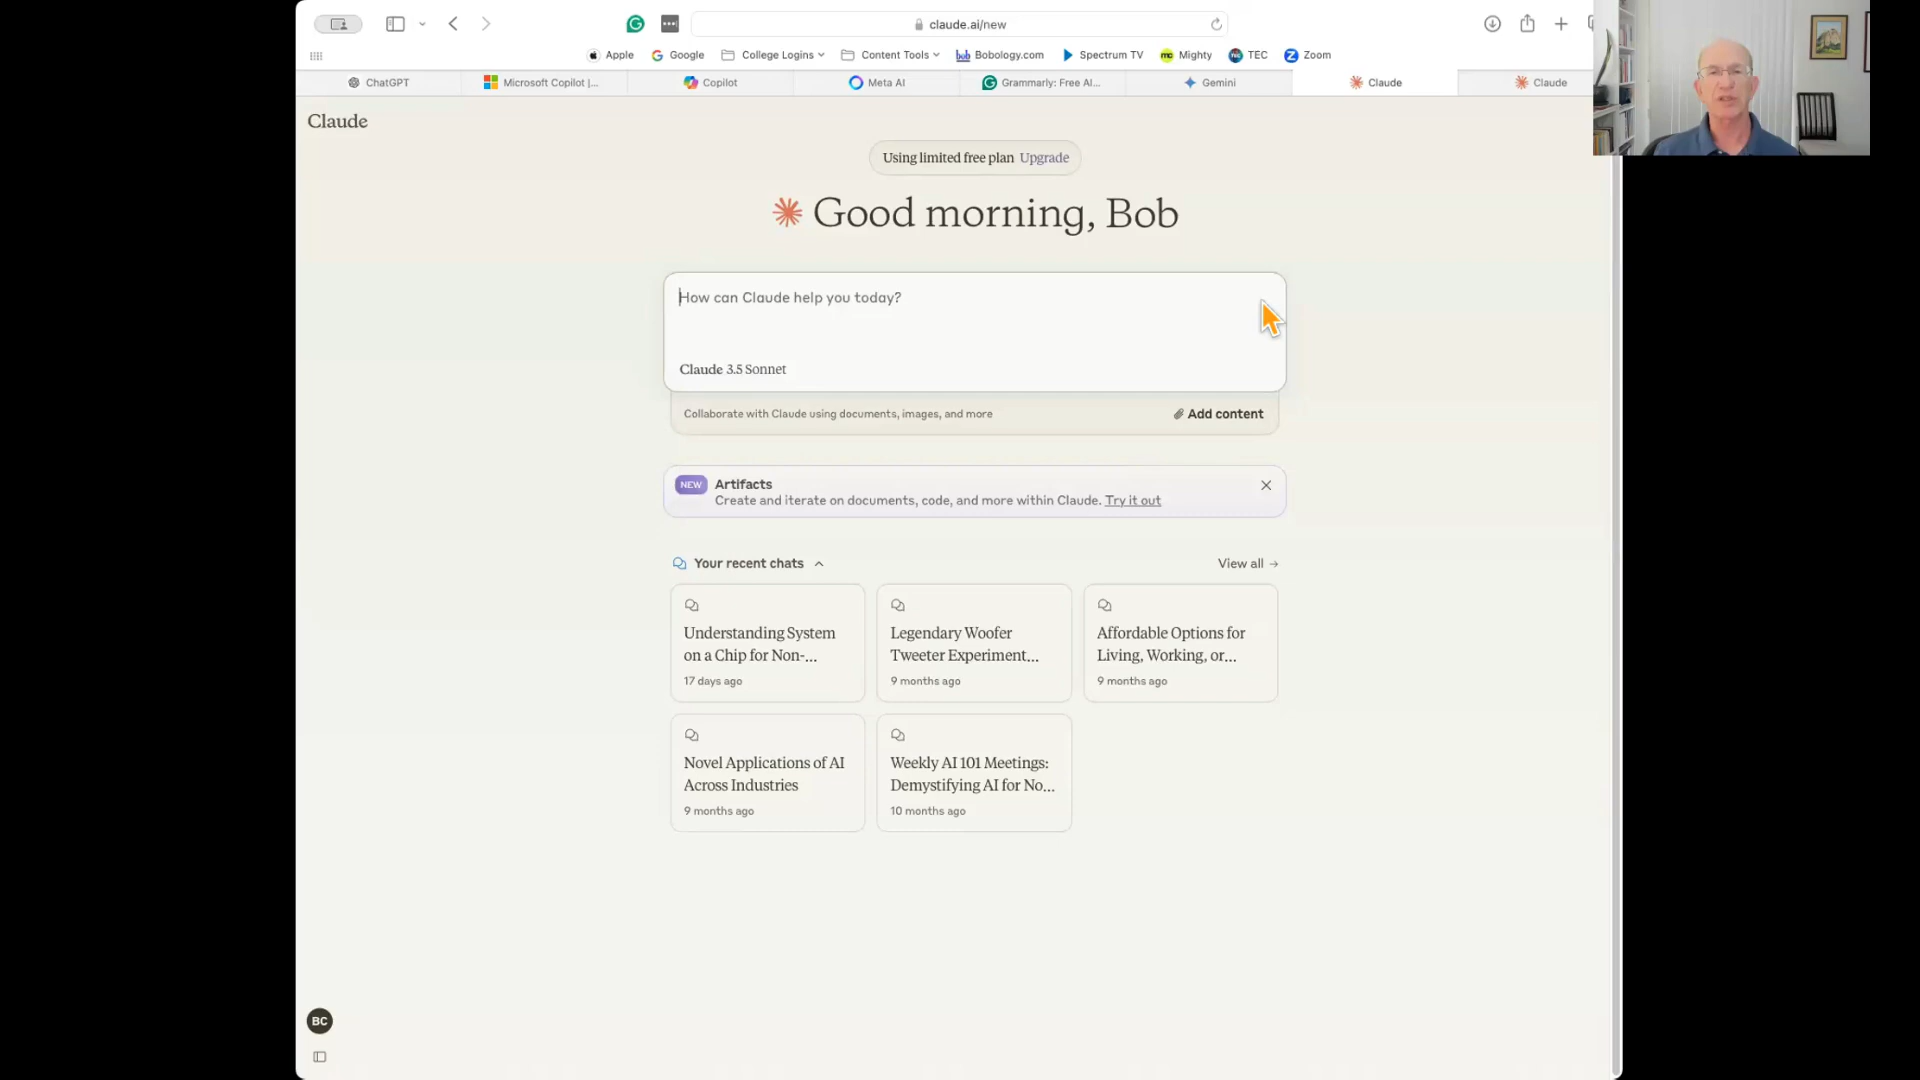 claude.ai/new
Apple
Google
College Logins
Content Tools
bub Bobology.com
Spectrum TV
Mighty
TEC
Zoom
ChatGPT
Microsoft Copilot |...
Copilot
Meta AI
Grammarly: Free AI...
Gemini
Claude
Claude
Claude
Using limited free plan Upgrade
Good morning, Bob
How can Claude help you today?
Claude 3.5 Sonnet
Collaborate with Claude using documents, images, and more
Add content
NEW
Artifacts
Create and iterate on documents, code, and more within Claude. Try it out
Your recent chats
View all →
Understanding System
on a Chip for Non-...
17 days ago
Legendary Woofer
Tweeter Experiment...
9 months ago
Affordable Options for
Living, Working, or...
9 months ago
Novel Applications of AI
Across Industries
9 months ago
Weekly AI 101 Meetings:
Demystifying AI for No...
10 months ago
BC